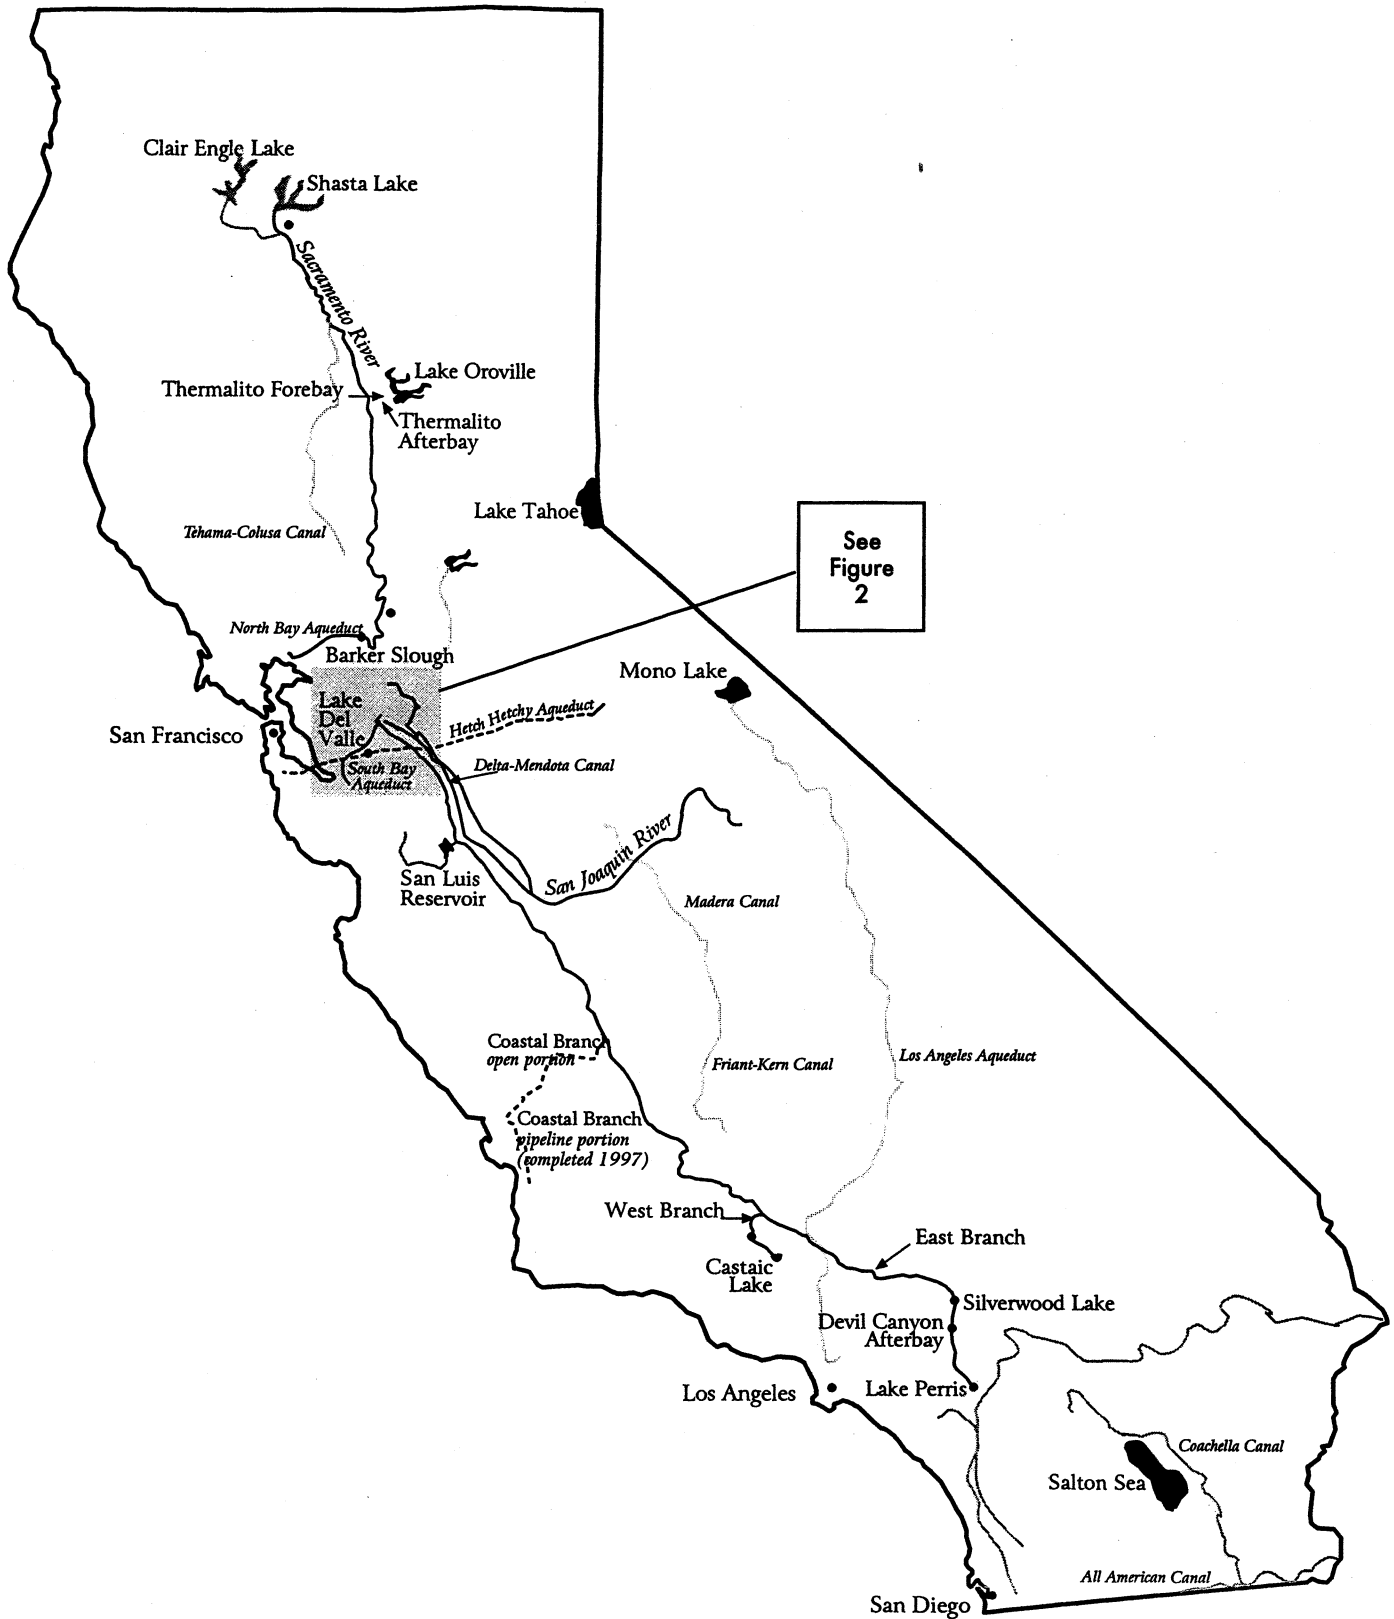 Clair Engle Lake
Shasta Lake
Sacramento River
Lake Oroville
Thermalito Forebay
Thermalito
Afterbay
Lake Tahoe
Tehama-Colusa Canal
See
Figure
2
North Bay Aqueduct
Barker Slough
Mono Lake
Lake
Del
Valle
Hetch Hetchy Aqueduct
San Francisco
South Bay
Aqueduct
Delta-Mendota Canal
San Joaquin River
San Luis
Reservoir
Madera Canal
Coastal Branch
open portion
Los Angeles Aqueduct
Friant-Kern Canal
Coastal Branch
pipeline portion
(completed 1997)
West Branch
East Branch
Castaic
Lake
Silverwood Lake
Devil Canyon
Afterbay
Los Angeles
Lake Perris
Coachella Canal
Salton Sea
All American Canal
San Diego